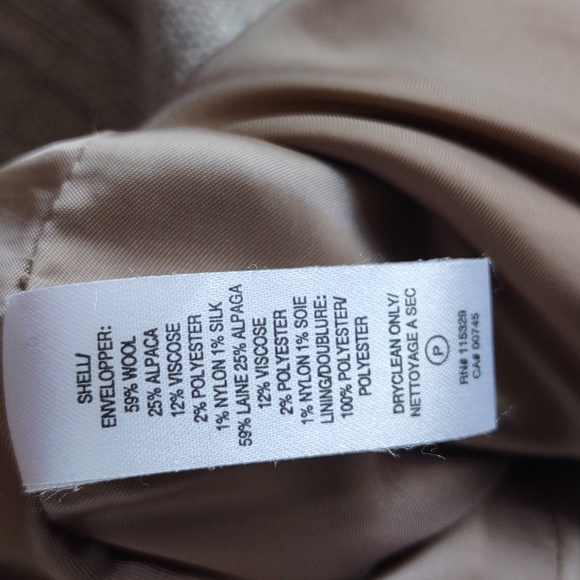 SHELL/
ENVELOPPER:
59% WOOL
25% ALPACA
12% VISCOSE
2% POLYESTER
1% NYLON 1% SILK
59% LAINE 25% ALPAGA
12% VISCOSE
2% POLYESTER
1% NYLON 1% SOIE
LINING/DOUBLURE:
100% POLYESTER/
POLYESTER
DRYCLEAN ONLY/
NETTOYAGE A SEC
P
RN# 115329
CA# 00745